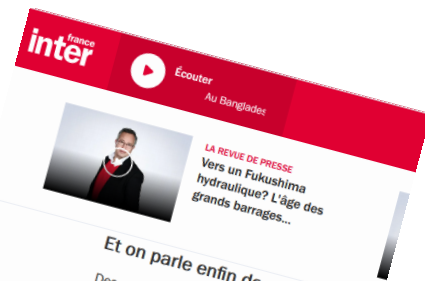 france
inter
Écouter
Au Banglades
LA REVUE DE PRESSE
Vers un Fukushima
hydraulique? L'âge des
grands barrages...
Et on parle enfin